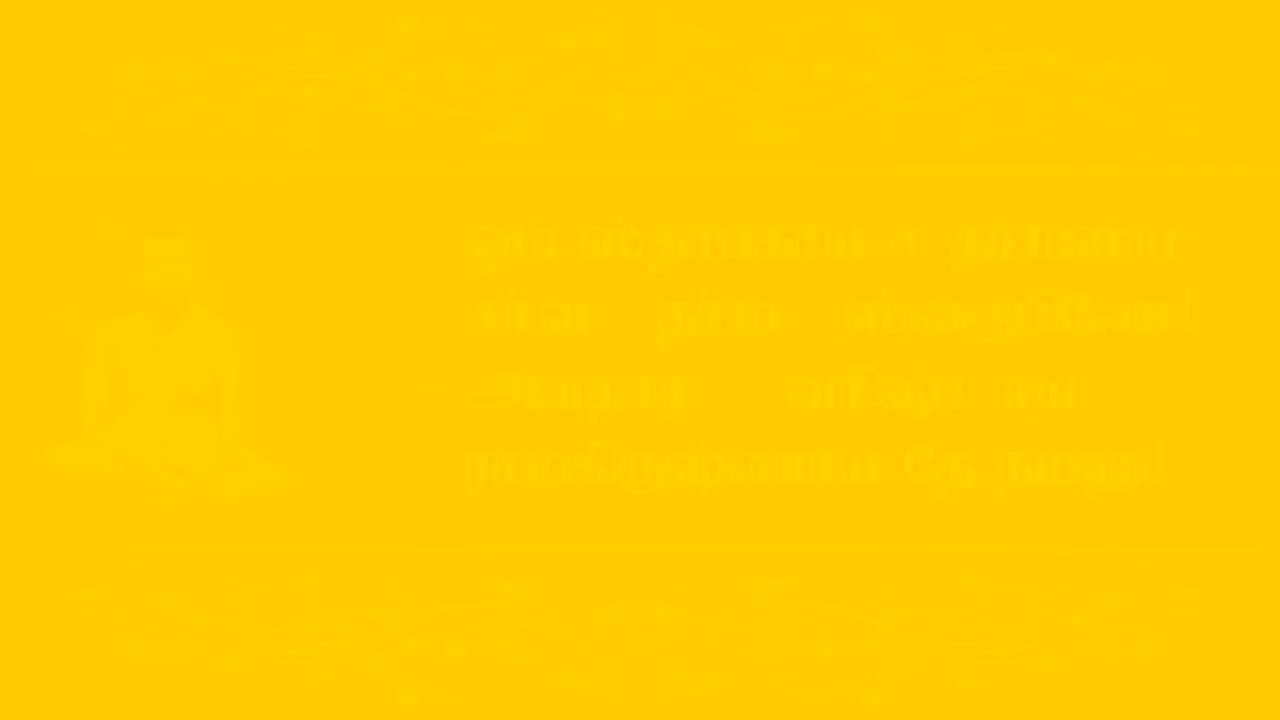 ஓம் ஸ்தாபகாய ச தர்மஸ்ய
சர்வ தர்ம ஸ்வரூபிணே!
அவதார வரிஷ்டாய
ராமகிருஷ்ணாய தே நமஹ!